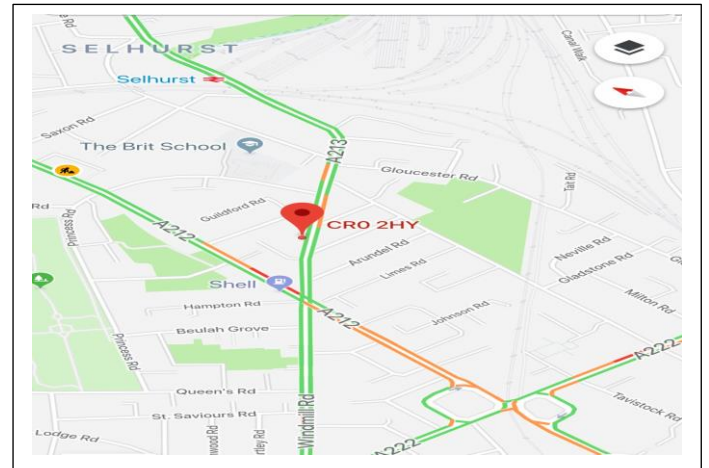 SELHURST
Canal Walk
Selhurst
Saxon Rd
The Brit School
A213
Gloucester Rd
Tait Rd
Rd
Princess Rd
Guildford Rd
CR0 2HY
A212
Arundel Rd
Neville Rd
Limes Rd
Gladstone Rd
Shell
Milton Rd
Hampton Rd
A212
Johnson Rd
Beulah Grove
A222
Princess Rd
Queen's Rd
Tavistock Rd
St. Saviours Rd
Windmill Rd
Lodge Rd
A222